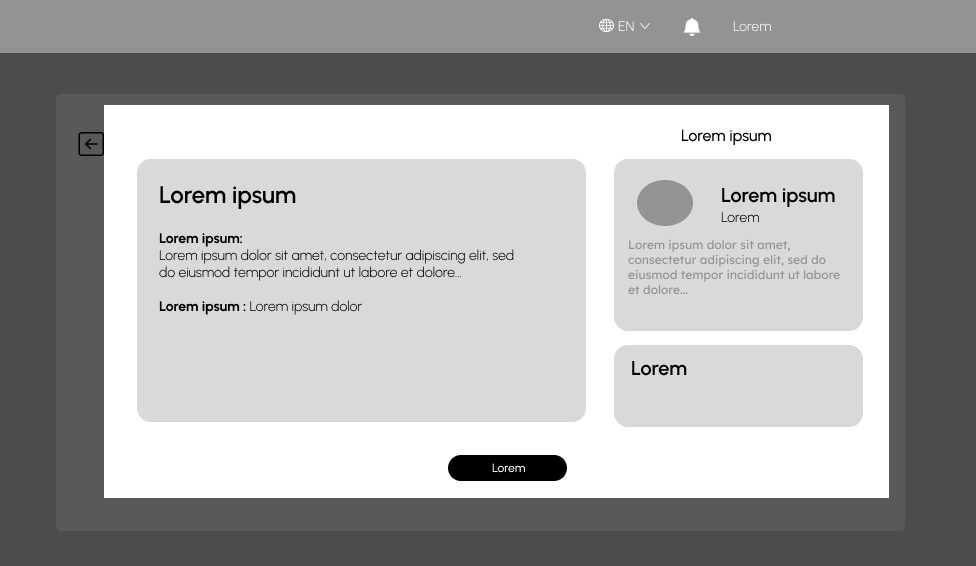 EN
Lorem
Lorem ipsum
Lorem ipsum
Lorem ipsum:
Lorem ipsum dolor sit amet, consectetur adipiscing elit, sed
do eiusmod tempor incididunt ut labore et dolore...
Lorem ipsum : Lorem ipsum dolor
Lorem ipsum
Lorem
Lorem ipsum dolor sit amet,
consectetur adipiscing elit, sed do
eiusmod tempor incididunt ut labore
et dolore...
Lorem
Lorem